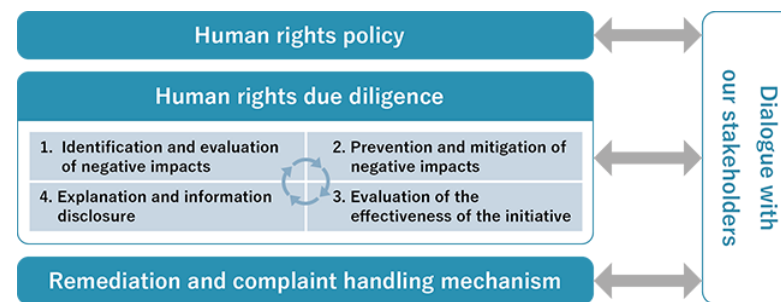 Human rights policy
Human rights due diligence
1. Identification and evaluation
of negative impacts
2. Prevention and mitigation of
negative impacts
4. Explanation and information
disclosure
3. Evaluation of the
effectiveness of the initiative
Remediation and complaint handling mechanism
Dialogue with
our stakeholders